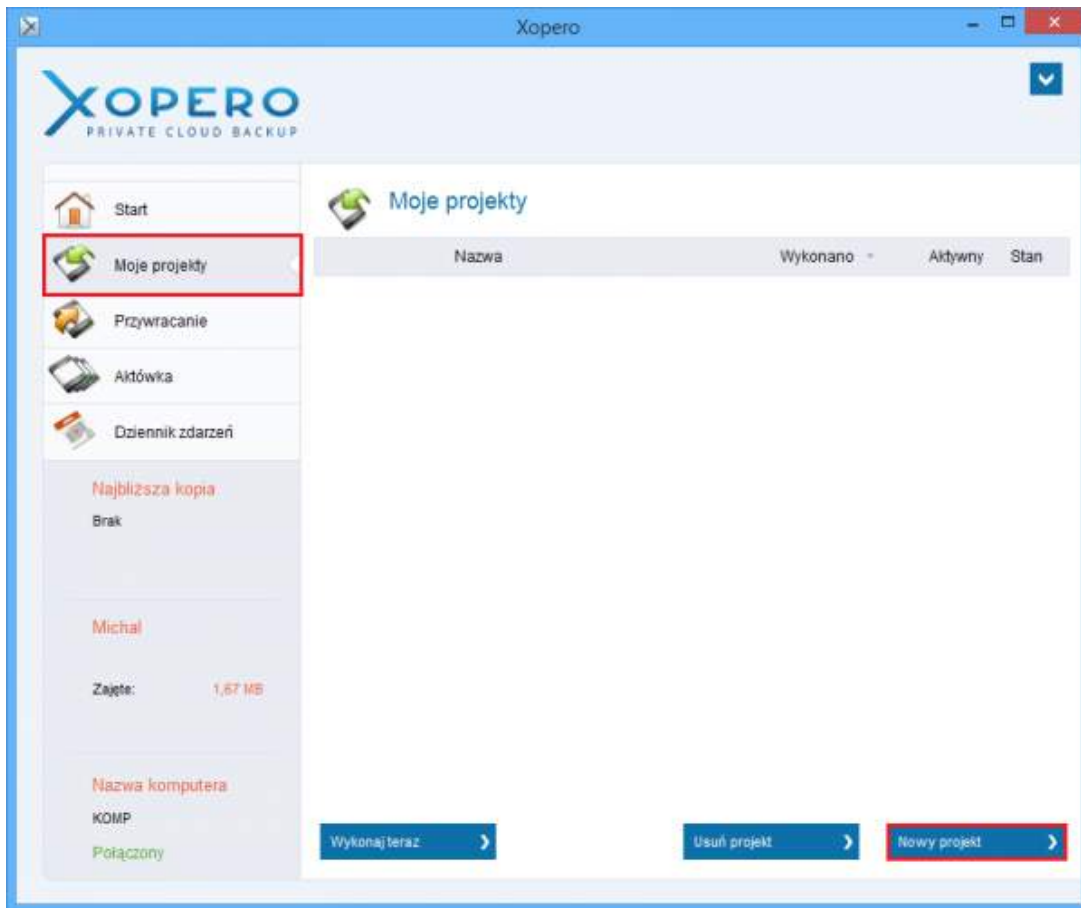 Xopero
XOPERO
PRIVATE CLOUD BACKUP
Start
Moje projekty
Przywracanie
Aktówka
Dziennik zdarzeń
Najbliższa kopia
Brak
Michal
Zajęte: 1,67 MB
Nazwa komputera
KOMP
Połączony
Moje projekty
Nazwa Wykonano Aktywny Stan
Wykonaj teraz Usuń projekt Nowy projekt